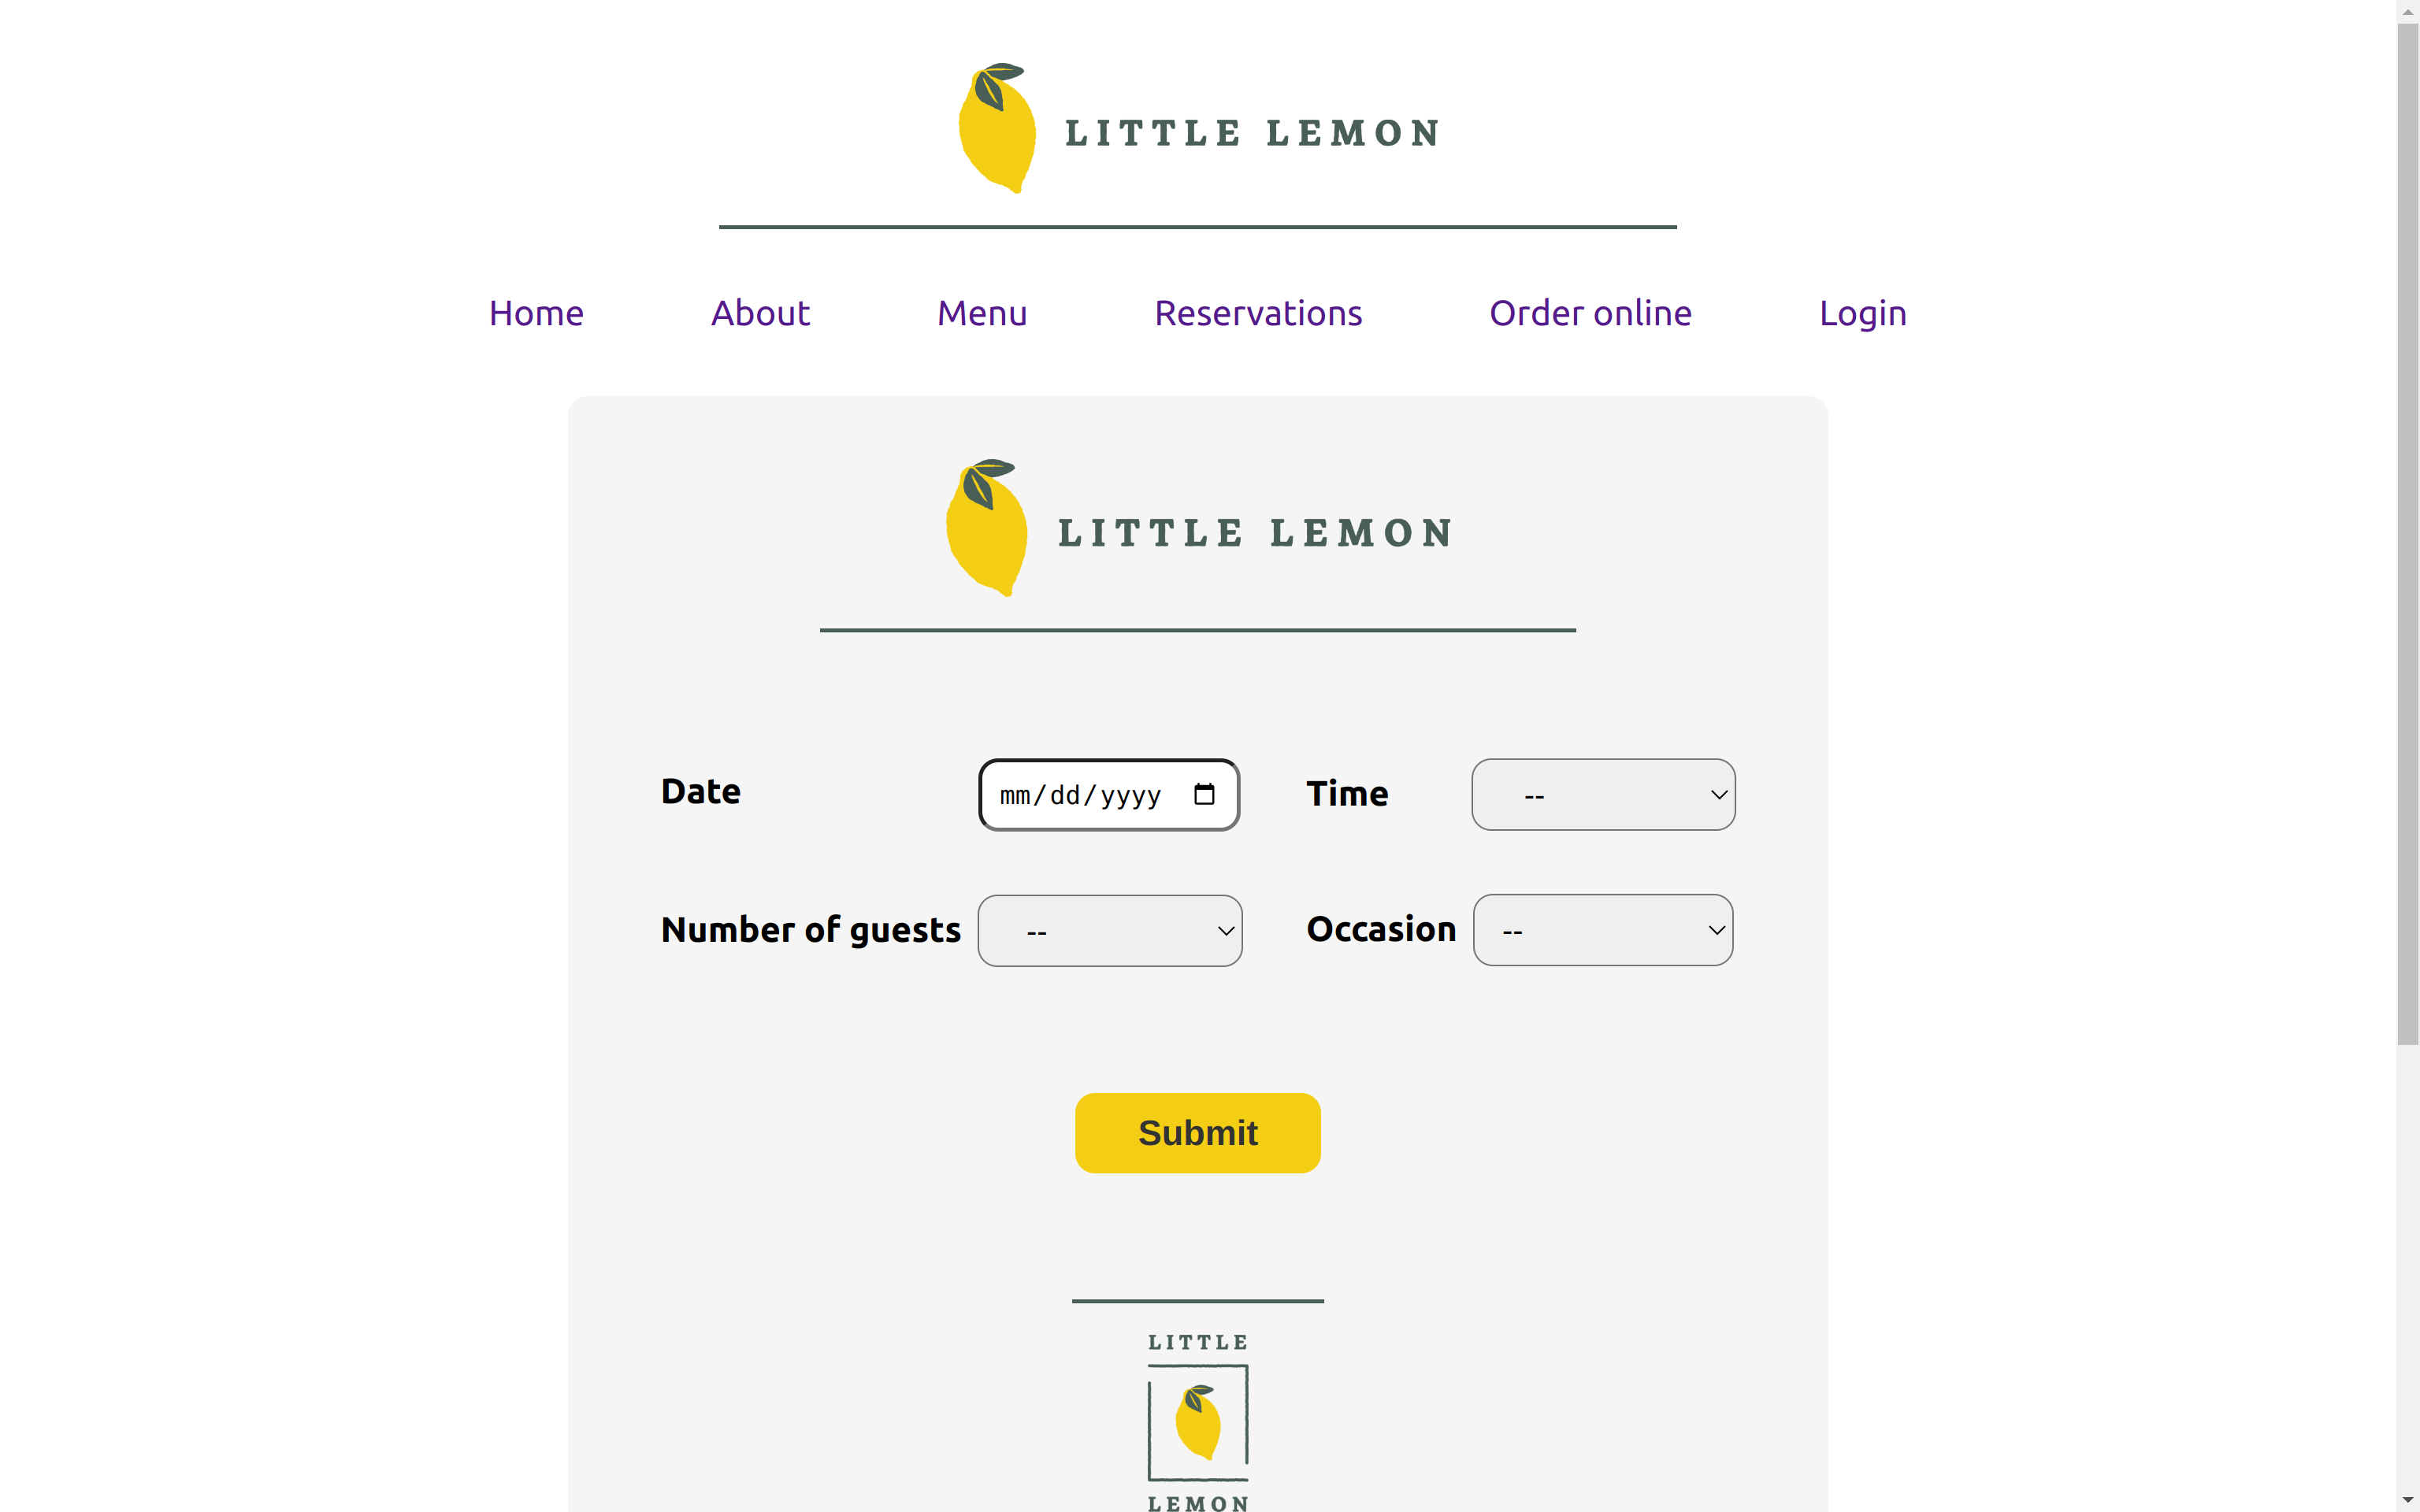 LITTLE LEMON
Home About Menu Reservations Order online Login
LITTLE LEMON
Date mm/dd/yyyy Time --
Number of guests -- Occasion --
Submit
LITTLE
LEMON